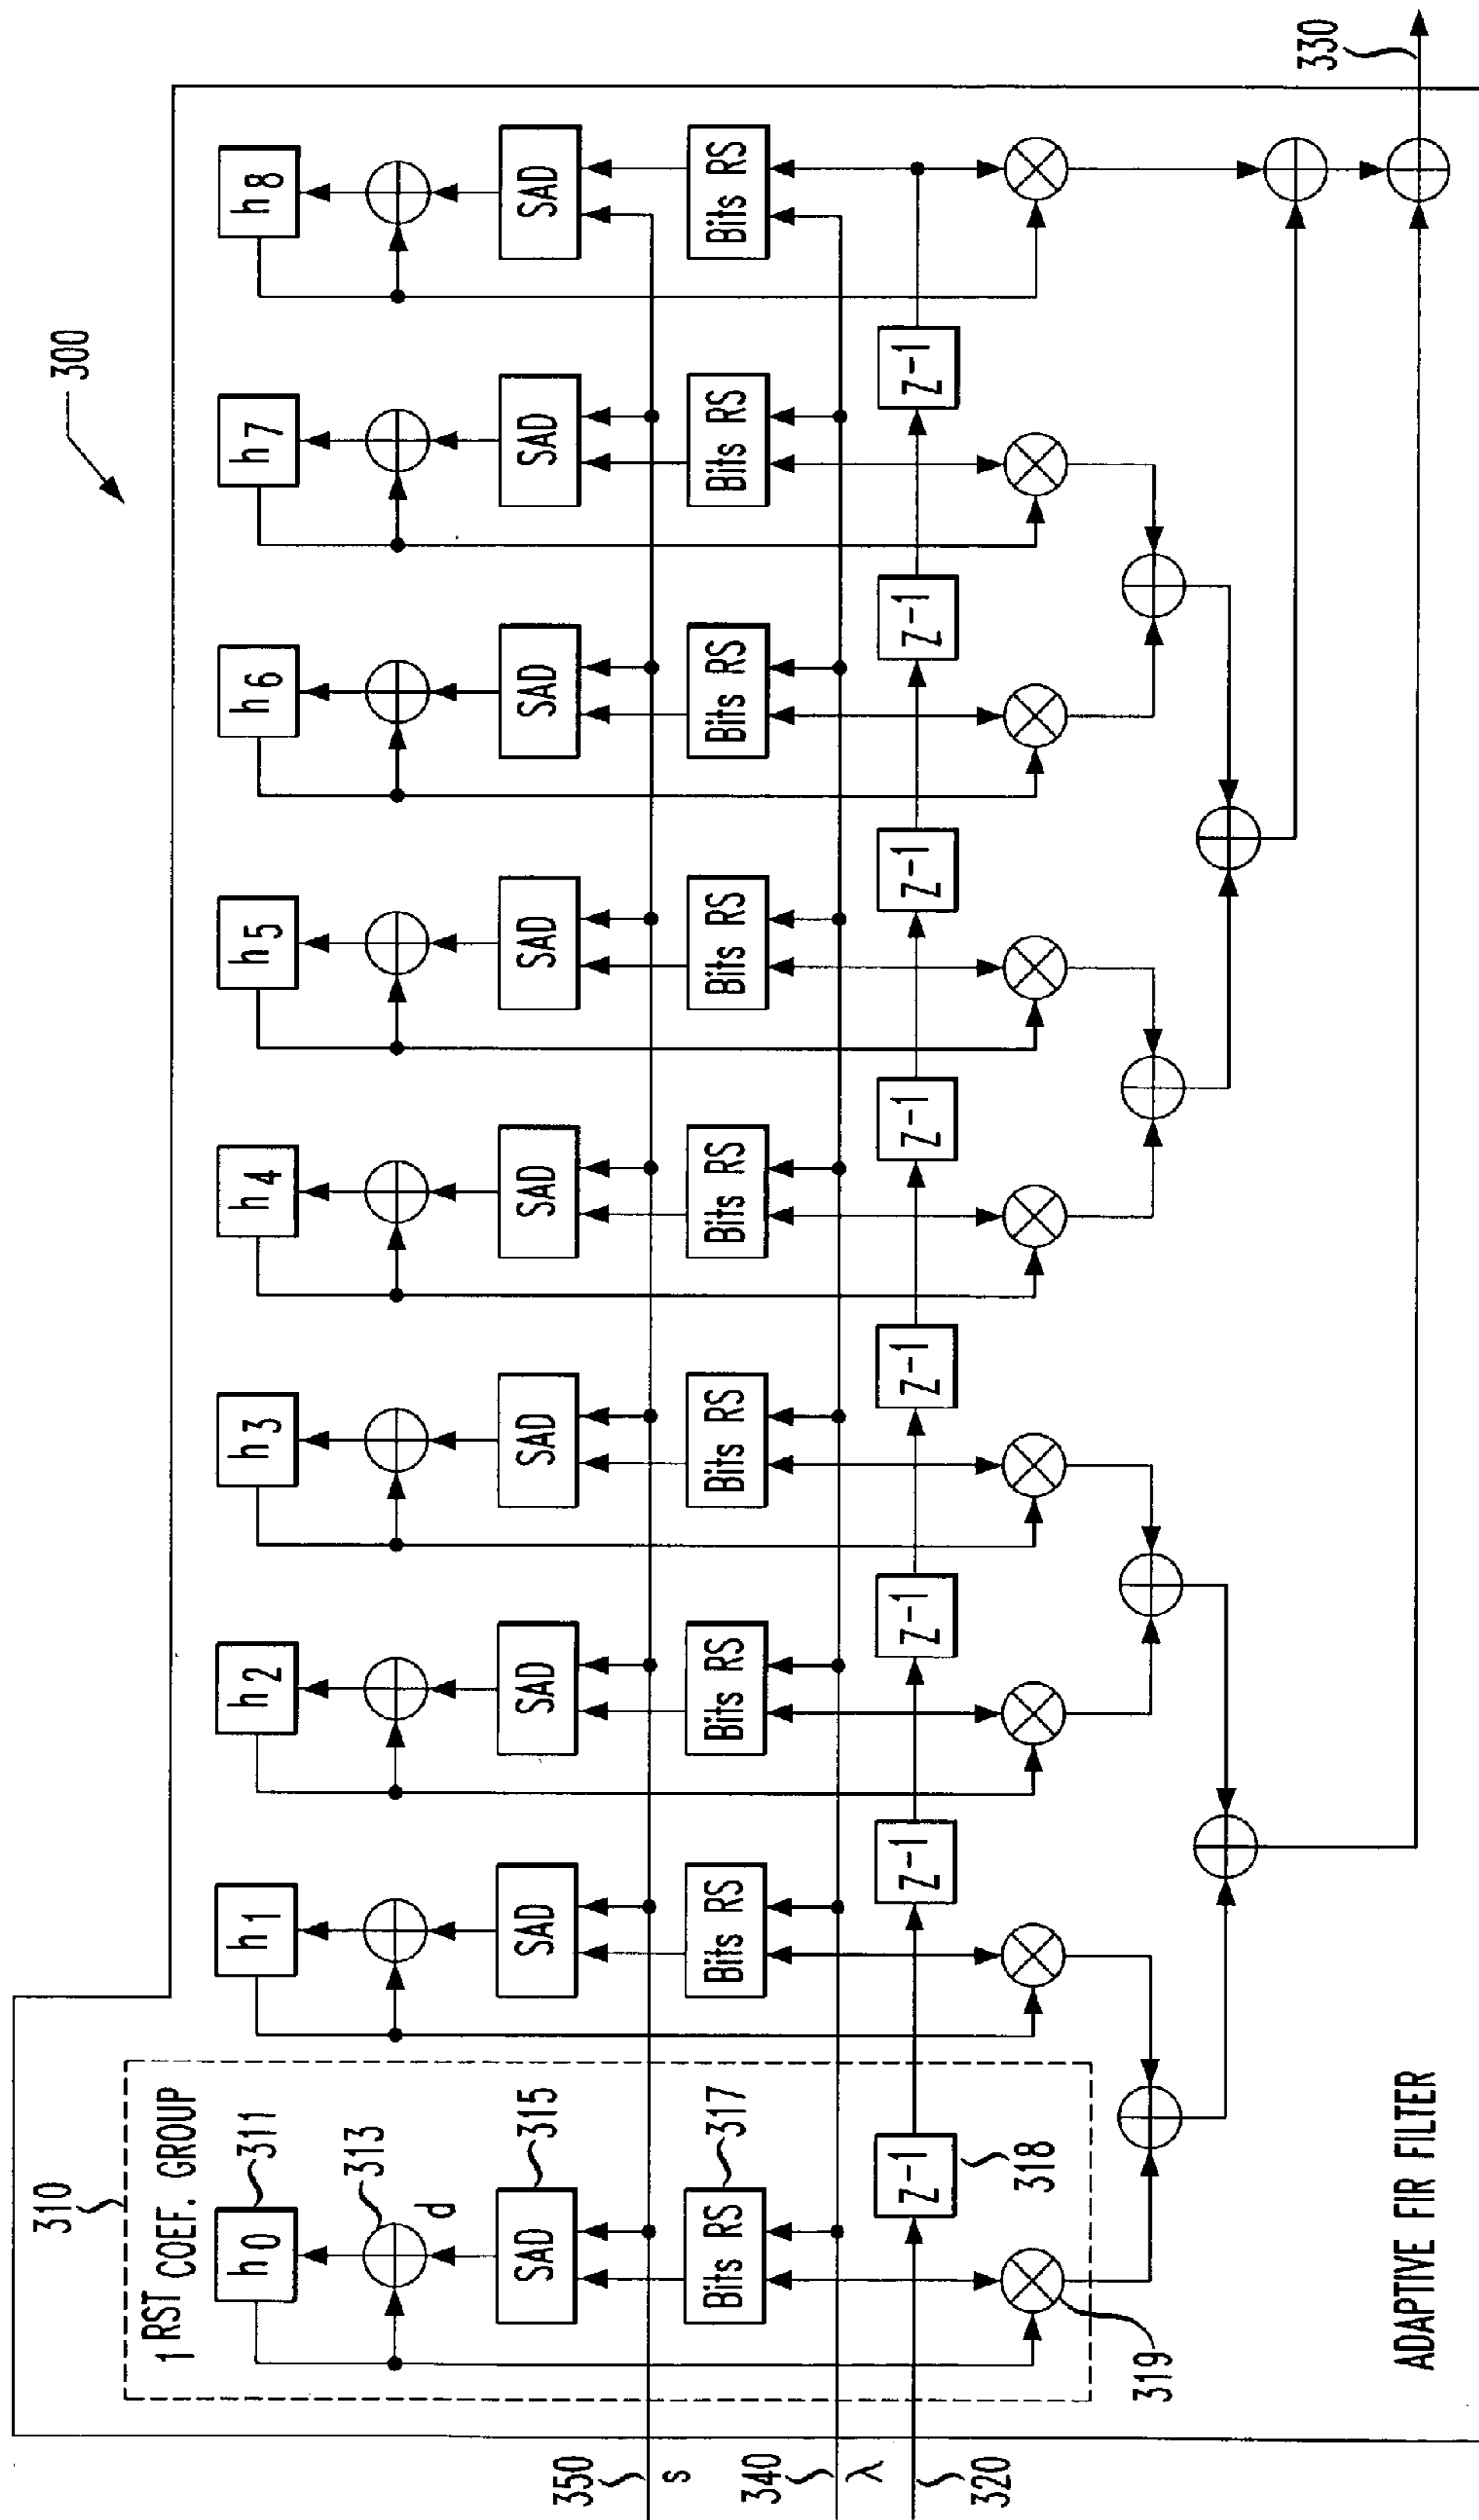 300
310
1 RST COEF. GROUP
h0 311
h1
h2
h3
h4
h5
h6
h7
h8
313
d
SAD 315
SAD
SAD
SAD
SAD
SAD
SAD
SAD
SAD
350
s
Bits RS 317
Bits RS
Bits RS
Bits RS
Bits RS
Bits RS
Bits RS
Bits RS
Bits RS
340
λ
z-1
z-1
z-1
z-1
z-1
z-1
z-1
z-1
320
318
319
330
ADAPTIVE FIR FILTER